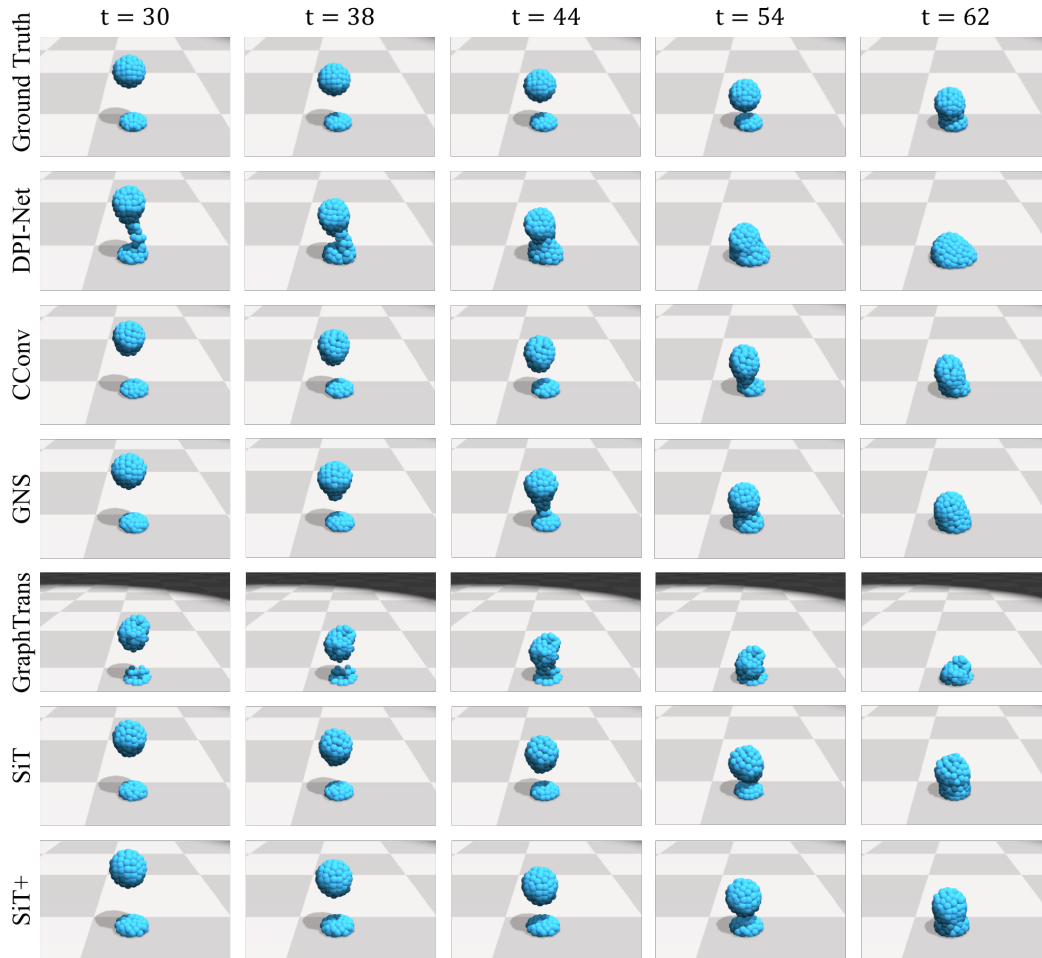 t = 30 t = 38 t = 44 t = 54 t = 62
Ground Truth
DPI-Net
CConv
GNS
GraphTrans
SiT
SiT+